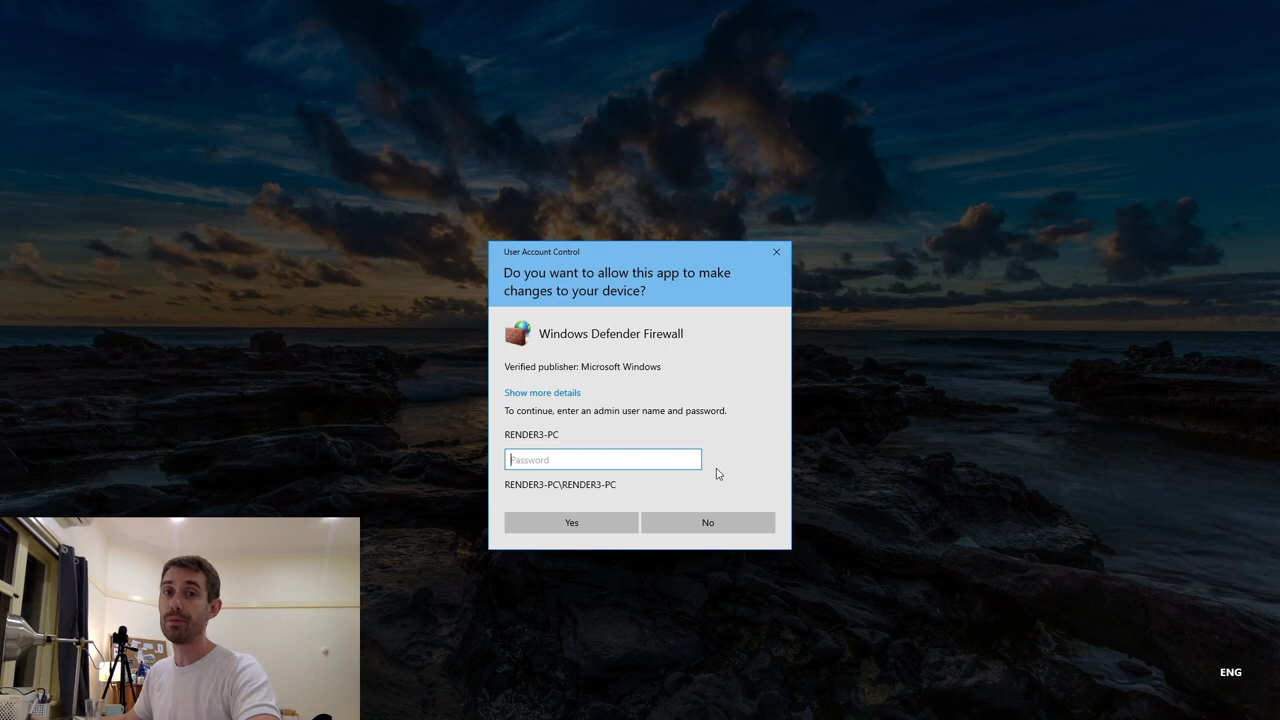 User Account Control
Do you want to allow this app to make
changes to your device?
Windows Defender Firewall
Verified publisher: Microsoft Windows
Show more details
To continue, enter an admin user name and password.
RENDER3-PC
Password
RENDER3-PC\RENDER3-PC
Yes
No
ENG